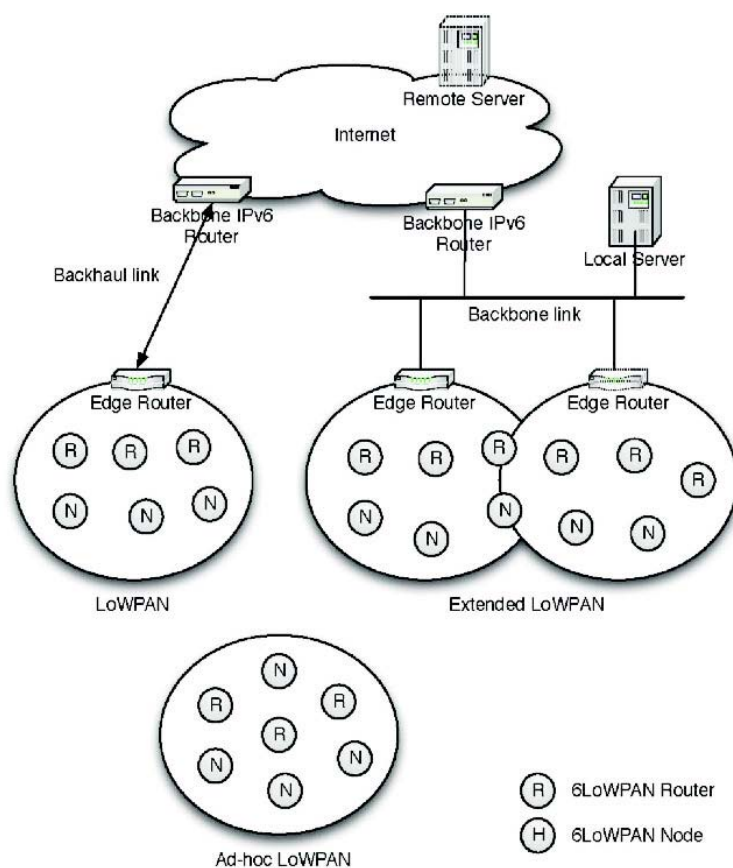 Remote Server
Internet
Backbone IPv6
Router
Backbone IPv6
Router
Local Server
Backhaul link
Backbone link
Edge Router
Edge Router
Edge Router
R R R
N N N
R R R R R R
N N N N N
LoWPAN
Extended LoWPAN
N
R R
R
N N
N
R 6LoWPAN Router
H 6LoWPAN Node
Ad-hoc LoWPAN